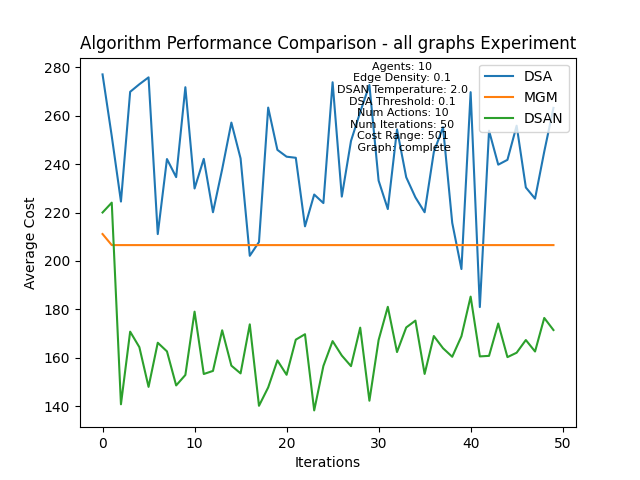 Algorithm Performance Comparison - all graphs Experiment
Agents: 10
Edge Density: 0.1
DSAN Temperature: 2.0
DSA Threshold: 0.1
Num Actions: 10
Num Iterations: 50
Cost Range: 501
Graph: complete
DSA
MGM
DSAN
Average Cost
280
260
240
220
200
180
160
140
0
10
20
30
40
50
Iterations